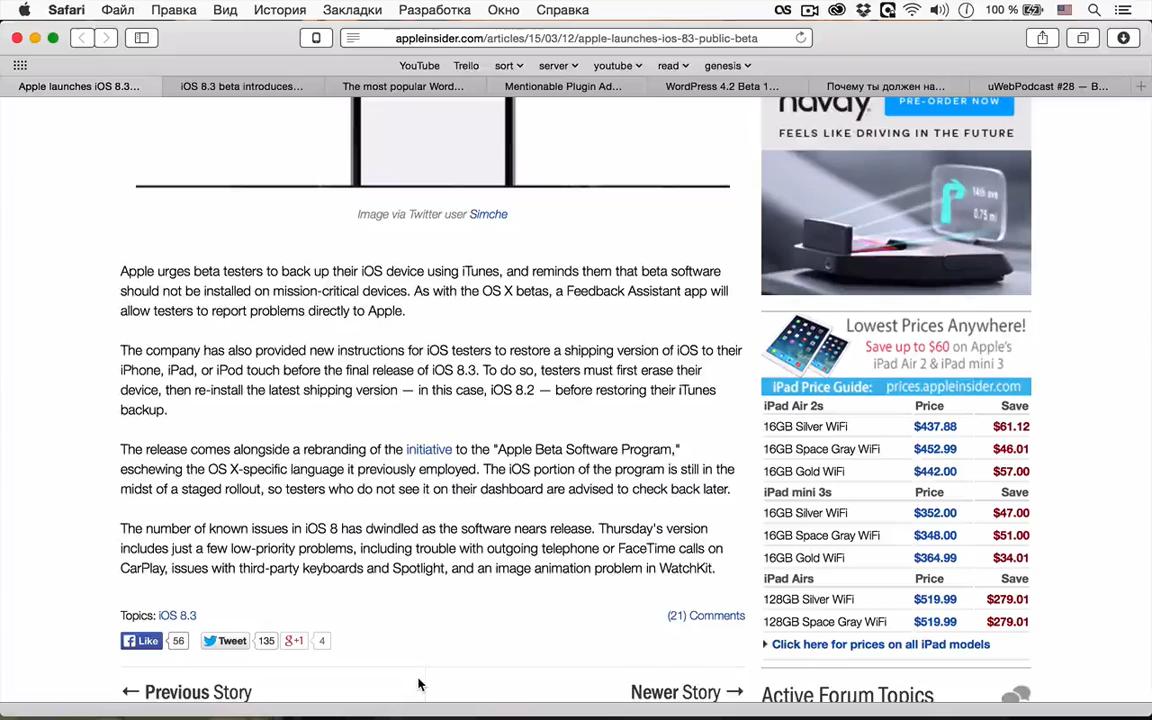 Safari Файл Правка Вид История Закладки Разработка Окно Справка 100 %
appleinsider.com/articles/15/03/12/apple-launches-ios-83-public-beta
YouTube Trello sort server youtube read genesis
Apple launches iOS 8.3... iOS 8.3 beta introduces... The most popular Word... Mentionable Plugin Ad... WordPress 4.2 Beta 1... Почему ты должен на... uWebPodcast #28 — В...
navdy PRE-ORDER NOW
FEELS LIKE DRIVING IN THE FUTURE
14th ave
0.75 mi
Image via Twitter user Simche
Apple urges beta testers to back up their iOS device using iTunes, and reminds them that beta software
should not be installed on mission-critical devices. As with the OS X betas, a Feedback Assistant app will
allow testers to report problems directly to Apple.
The company has also provided new instructions for iOS testers to restore a shipping version of iOS to their
iPhone, iPad, or iPod touch before the final release of iOS 8.3. To do so, testers must first erase their
device, then re-install the latest shipping version — in this case, iOS 8.2 — before restoring their iTunes
backup.
The release comes alongside a rebranding of the initiative to the "Apple Beta Software Program,"
eschewing the OS X-specific language it previously employed. The iOS portion of the program is still in the
midst of a staged rollout, so testers who do not see it on their dashboard are advised to check back later.
The number of known issues in iOS 8 has dwindled as the software nears release. Thursday's version
includes just a few low-priority problems, including trouble with outgoing telephone or FaceTime calls on
CarPlay, issues with third-party keyboards and Spotlight, and an image animation problem in WatchKit.
Topics: iOS 8.3 (21) Comments
Like 56 Tweet 135 g+1 4
← Previous Story Newer Story →
Lowest Prices Anywhere!
Save up to $60 on Apple's
iPad Air 2 & iPad mini 3
iPad Price Guide: prices.appleinsider.com
iPad Air 2s Price Save
16GB Silver WiFi $437.88 $61.12
16GB Space Gray WiFi $452.99 $46.01
16GB Gold WiFi $442.00 $57.00
iPad mini 3s Price Save
16GB Silver WiFi $352.00 $47.00
16GB Space Gray WiFi $348.00 $51.00
16GB Gold WiFi $364.99 $34.01
iPad Airs Price Save
128GB Silver WiFi $519.99 $279.01
128GB Space Gray WiFi $519.99 $279.01
Click here for prices on all iPad models
Active Forum Topics